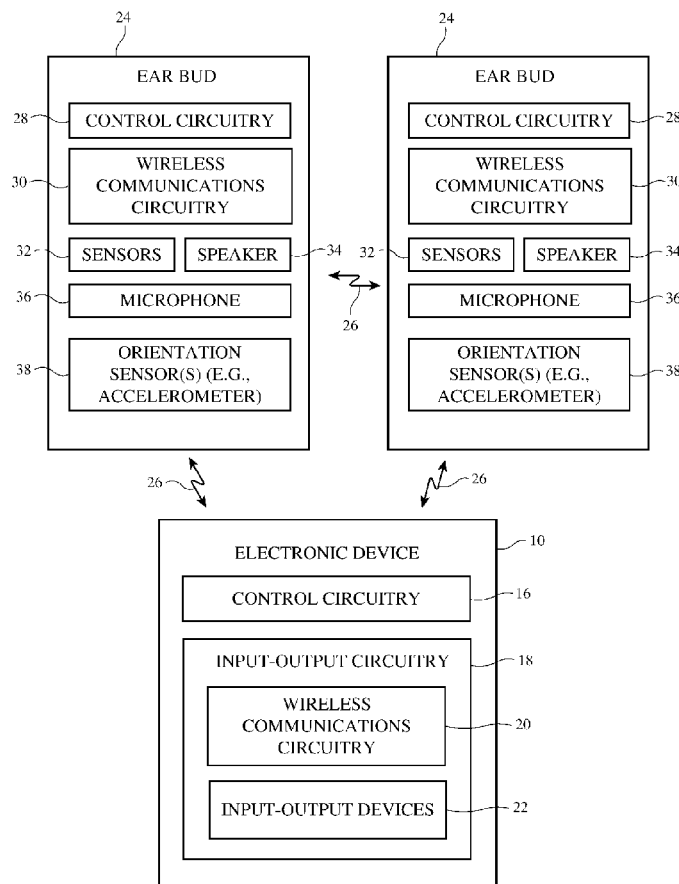 24
EAR BUD
28
CONTROL CIRCUITRY
30
WIRELESS
COMMUNICATIONS
CIRCUITRY
32
SENSORS
SPEAKER
34
36
MICROPHONE
38
ORIENTATION
SENSOR(S) (E.G.,
ACCELEROMETER)
26
24
EAR BUD
CONTROL CIRCUITRY
28
WIRELESS
COMMUNICATIONS
CIRCUITRY
30
32
SENSORS
SPEAKER
34
MICROPHONE
36
ORIENTATION
SENSOR(S) (E.G.,
ACCELEROMETER)
38
26
26
ELECTRONIC DEVICE
10
CONTROL CIRCUITRY
16
INPUT-OUTPUT CIRCUITRY
18
WIRELESS
COMMUNICATIONS
CIRCUITRY
20
INPUT-OUTPUT DEVICES
22